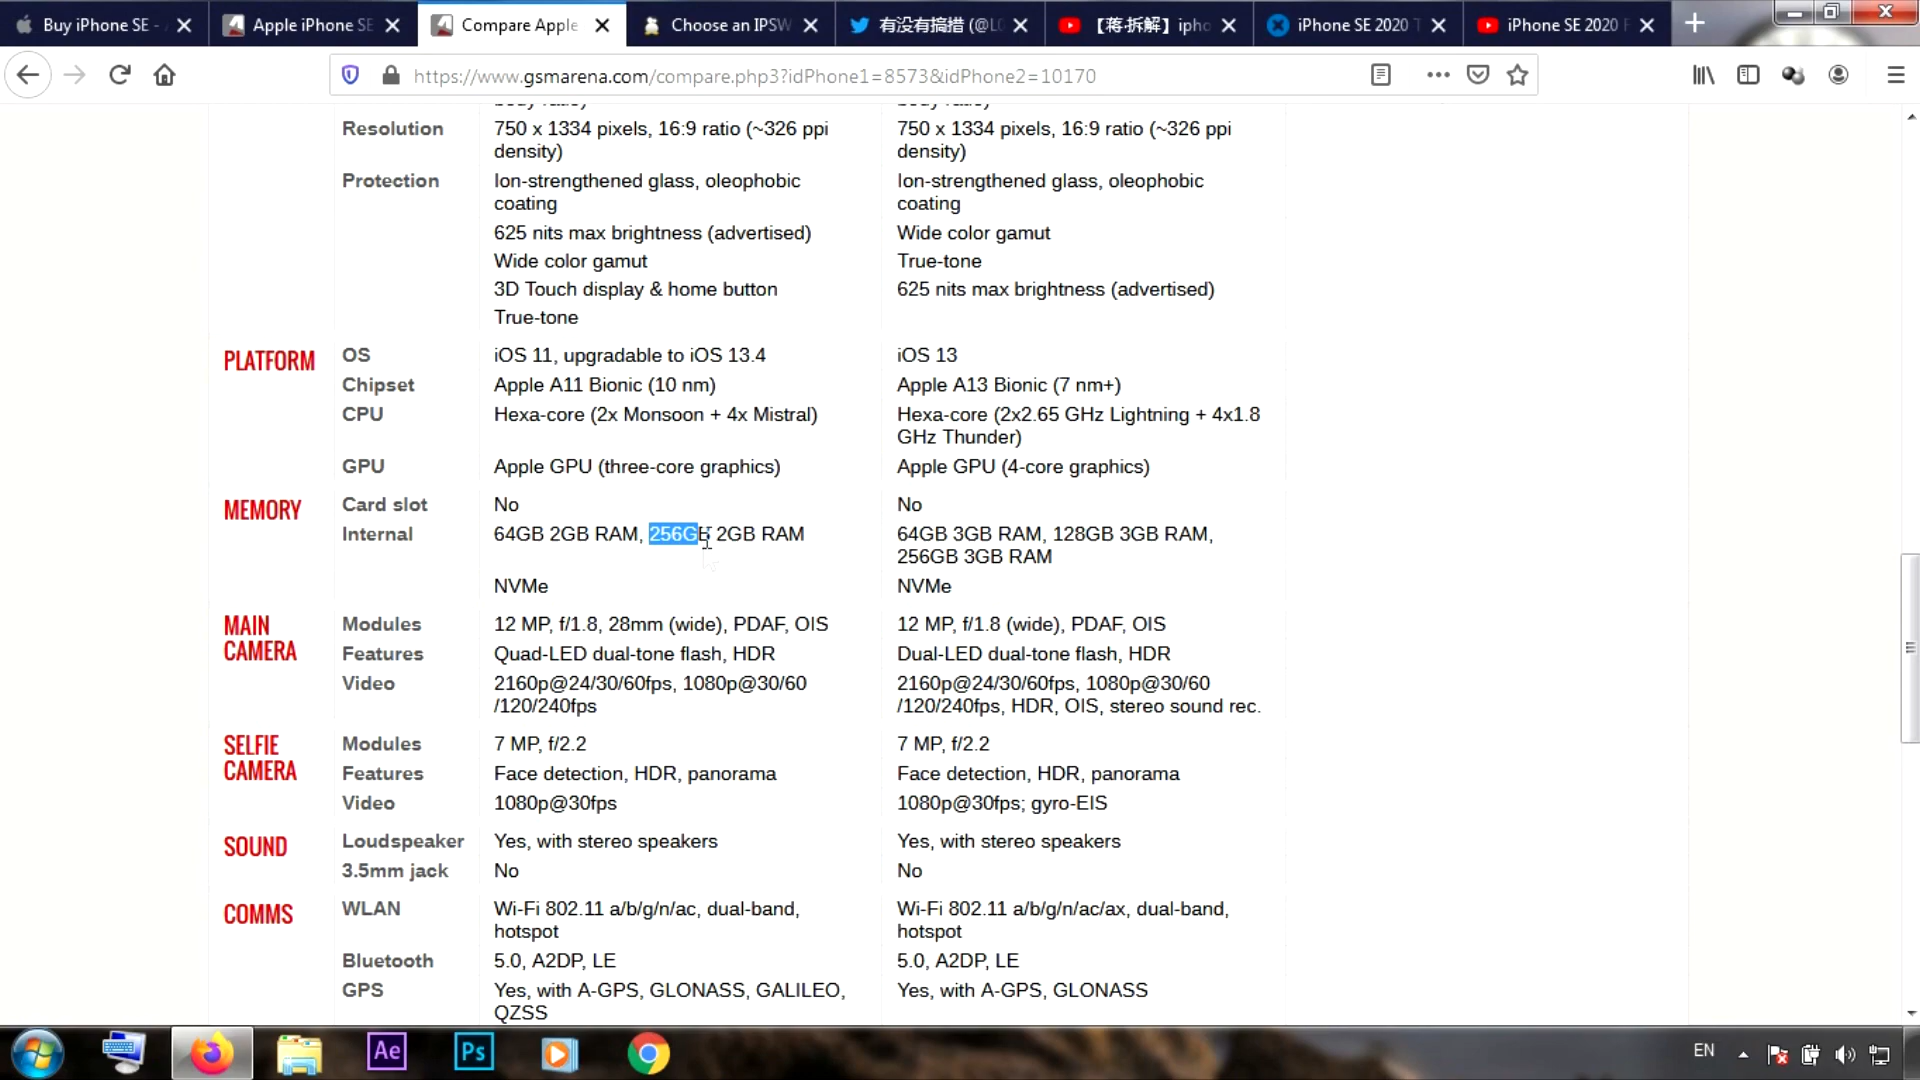 Buy iPhone SE -
Apple iPhone SE
Compare Apple
Choose an IPSW
有没有搞措 (@L0
【蒋·拆解】ipho
iPhone SE 2020 T
iPhone SE 2020 F
https://www.gsmarena.com/compare.php3?idPhone1=8573&idPhone2=10170
body ratio)
body ratio)
Resolution
750 x 1334 pixels, 16:9 ratio (~326 ppi
density)
750 x 1334 pixels, 16:9 ratio (~326 ppi
density)
Protection
Ion-strengthened glass, oleophobic
coating
Ion-strengthened glass, oleophobic
coating
625 nits max brightness (advertised)
Wide color gamut
Wide color gamut
True-tone
3D Touch display & home button
625 nits max brightness (advertised)
True-tone
PLATFORM
OS
iOS 11, upgradable to iOS 13.4
iOS 13
Chipset
Apple A11 Bionic (10 nm)
Apple A13 Bionic (7 nm+)
CPU
Hexa-core (2x Monsoon + 4x Mistral)
Hexa-core (2x2.65 GHz Lightning + 4x1.8
GHz Thunder)
GPU
Apple GPU (three-core graphics)
Apple GPU (4-core graphics)
MEMORY
Card slot
No
No
Internal
64GB 2GB RAM, 256GB 2GB RAM
64GB 3GB RAM, 128GB 3GB RAM,
256GB 3GB RAM
NVMe
NVMe
MAIN
CAMERA
Modules
12 MP, f/1.8, 28mm (wide), PDAF, OIS
12 MP, f/1.8 (wide), PDAF, OIS
Features
Quad-LED dual-tone flash, HDR
Dual-LED dual-tone flash, HDR
Video
2160p@24/30/60fps, 1080p@30/60
/120/240fps
2160p@24/30/60fps, 1080p@30/60
/120/240fps, HDR, OIS, stereo sound rec.
SELFIE
CAMERA
Modules
7 MP, f/2.2
7 MP, f/2.2
Features
Face detection, HDR, panorama
Face detection, HDR, panorama
Video
1080p@30fps
1080p@30fps; gyro-EIS
SOUND
Loudspeaker
Yes, with stereo speakers
Yes, with stereo speakers
3.5mm jack
No
No
COMMS
WLAN
Wi-Fi 802.11 a/b/g/n/ac, dual-band,
hotspot
Wi-Fi 802.11 a/b/g/n/ac/ax, dual-band,
hotspot
Bluetooth
5.0, A2DP, LE
5.0, A2DP, LE
GPS
Yes, with A-GPS, GLONASS, GALILEO,
QZSS
Yes, with A-GPS, GLONASS
Ae
Ps
EN